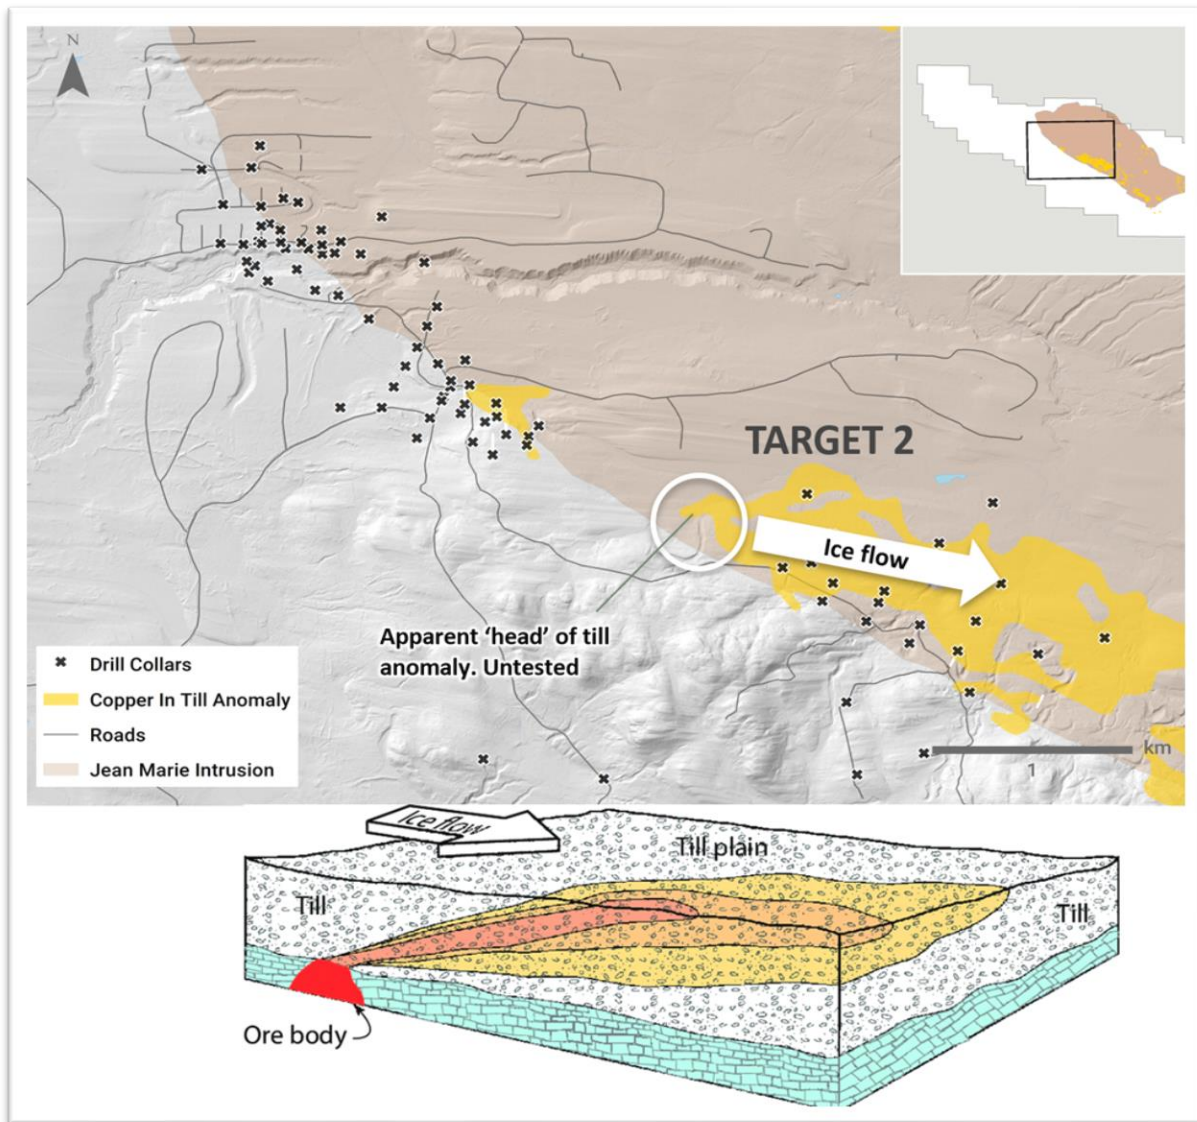 N
TARGET 2
Ice flow
Apparent ‘head’ of till
anomaly. Untested
Drill Collars
Copper In Till Anomaly
Roads
Jean Marie Intrusion
km
1
Ice flow
Till plain
Till
Till
Ore body